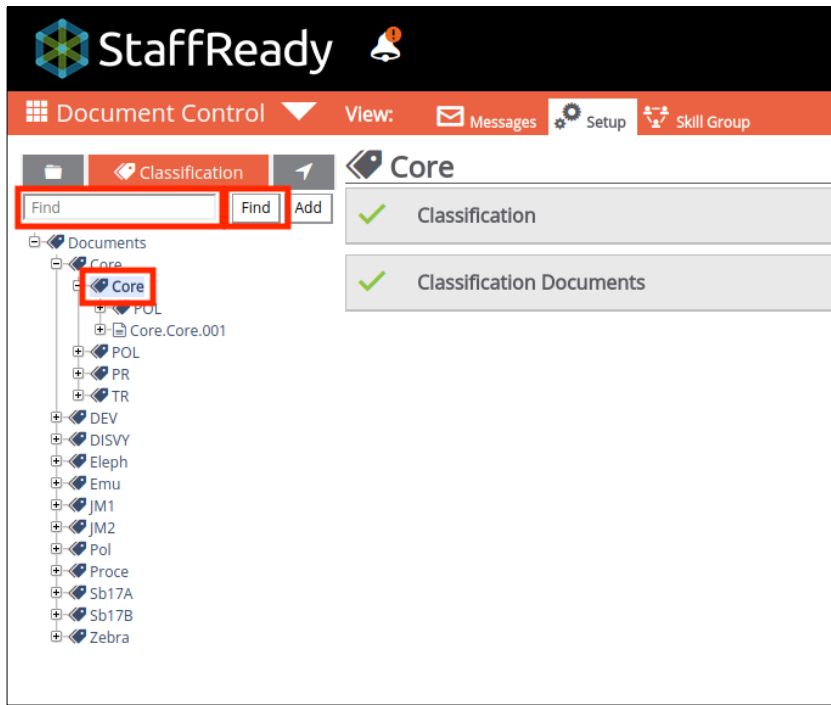 StaffReady
Document Control View: Messages Setup Skill Group
Classification
Find Find Add
Documents
Core
Core
POL
Core.Core.001
POL
PR
TR
DEV
DISVY
Eleph
Emu
JM1
JM2
Pol
Proce
Sb17A
Sb17B
Zebra
Core
Classification
Classification Documents